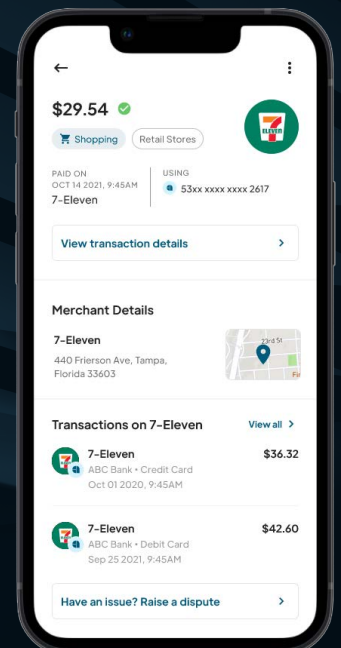 $29.54
Shopping
Retail Stores
7
ELEVEN
PAID ON
OCT 14 2021, 9:45AM
7-Eleven
USING
53xx xxxx xxxx 2617
View transaction details
Merchant Details
7-Eleven
440 Frierson Ave, Tampa,
Florida 33603
23rd St
Transactions on 7-Eleven
View all
7-Eleven
$36.32
ABC Bank • Credit Card
Oct 01 2020, 9:45AM
7-Eleven
$42.60
ABC Bank • Debit Card
Sep 25 2021, 9:45AM
Have an issue? Raise a dispute